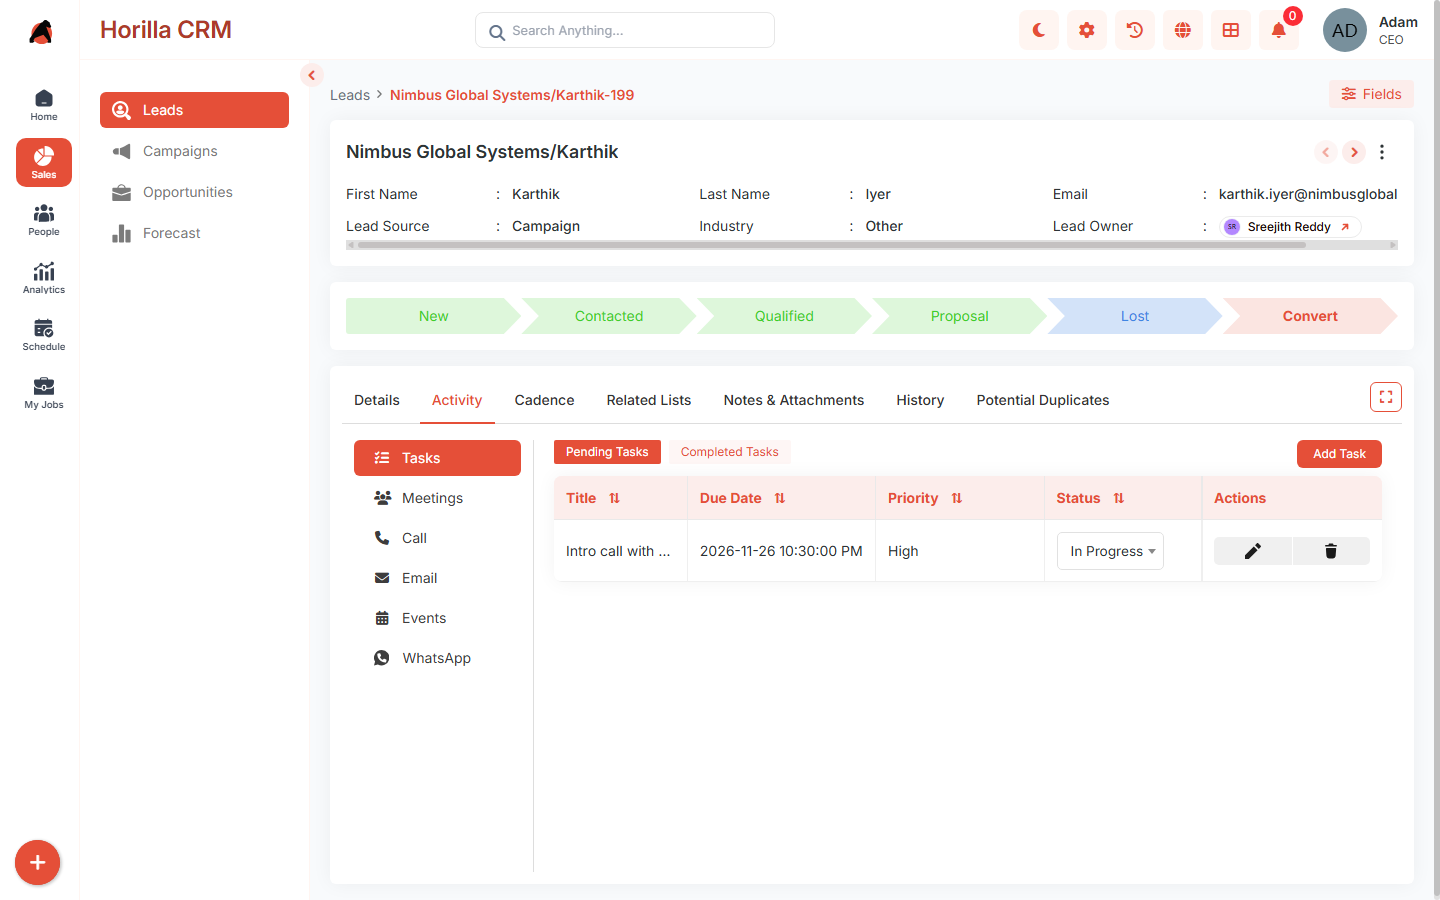 Horilla CRM
Search Anything...
0
AD
Adam
CEO
Home
Sales
People
Analytics
Schedule
My Jobs
Leads
Campaigns
Opportunities
Forecast
Leads > Nimbus Global Systems/Karthik-199
Fields
Nimbus Global Systems/Karthik
First Name : Karthik
Last Name : Iyer
Email : karthik.iyer@nimbusglobal
Lead Source : Campaign
Industry : Other
Lead Owner : SR Sreejith Reddy
New
Contacted
Qualified
Proposal
Lost
Convert
Details
Activity
Cadence
Related Lists
Notes & Attachments
History
Potential Duplicates
Tasks
Meetings
Call
Email
Events
WhatsApp
Pending Tasks
Completed Tasks
Add Task
Title Due Date Priority Status Actions
Intro call with ... 2026-11-26 10:30:00 PM High In Progress